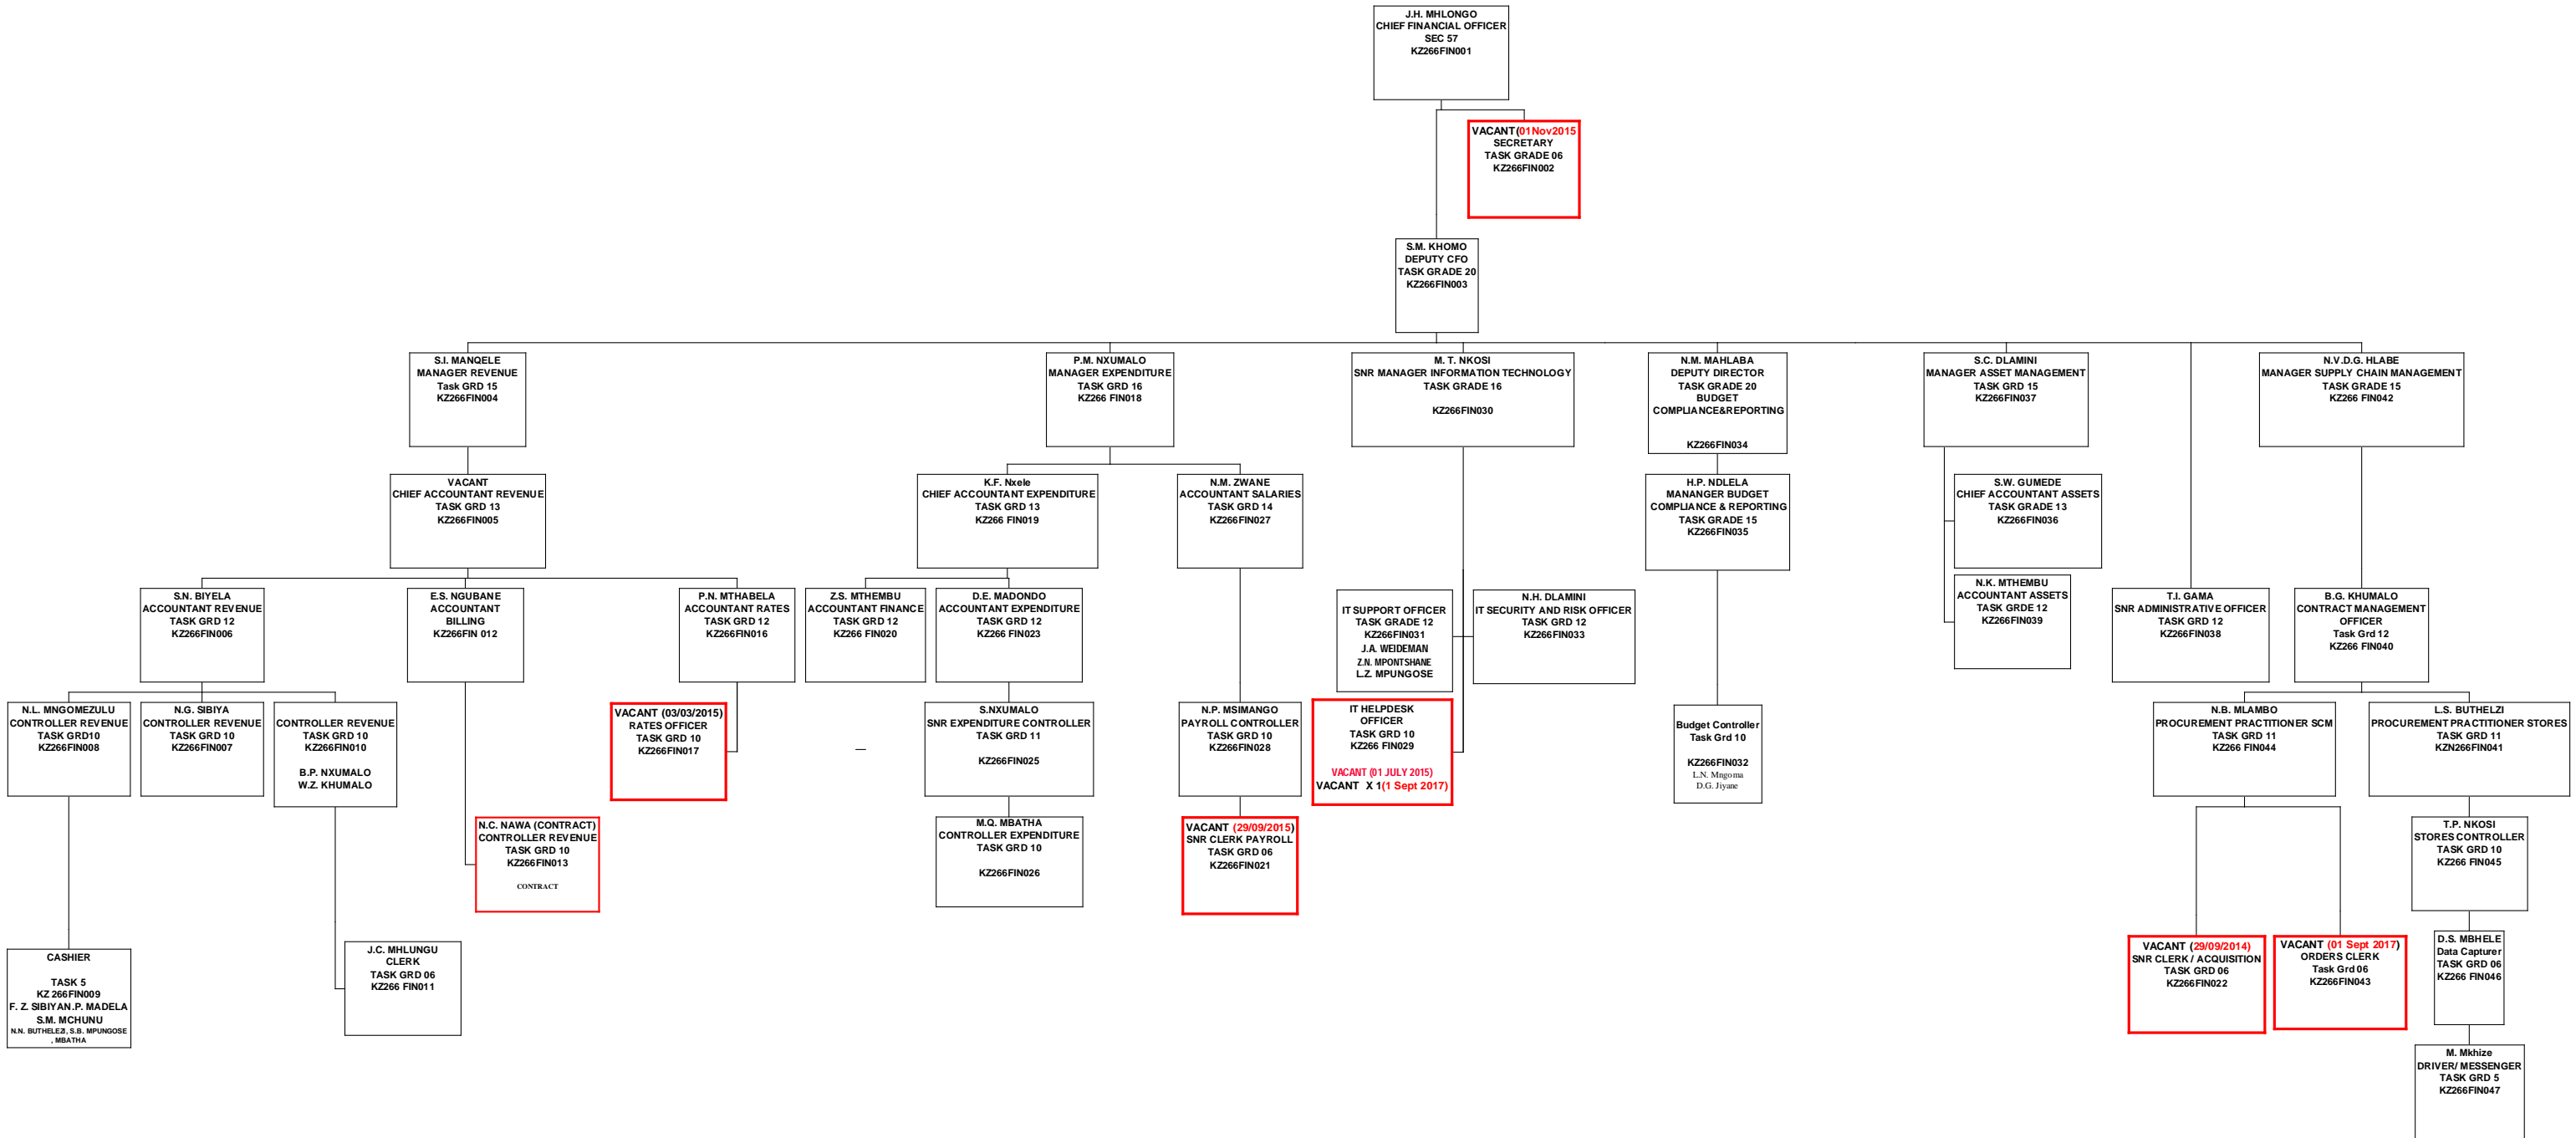 J.H. MHLONGO
CHIEF FINANCIAL OFFICER
SEC 57
KZ266FIN001
VACANT(01Nov2015
SECRETARY
TASK GRADE 06
KZ266FIN002
S.M. KHOMO
DEPUTY CFO
TASK GRADE 20
KZ266FIN003
S.I. MANQELE
MANAGER REVENUE
Task GRD 15
KZ266FIN004
P.M. NXUMALO
MANAGER EXPENDITURE
TASK GRD 16
KZ266 FIN018
M. T. NKOSI
SNR MANAGER INFORMATION TECHNOLOGY
TASK GRADE 16
KZ266FIN030
N.M. MAHLABA
DEPUTY DIRECTOR
TASK GRADE 20
BUDGET
COMPLIANCE&REPORTING
KZ266FIN034
S.C. DLAMINI
MANAGER ASSET MANAGEMENT
TASK GRD 15
KZ266FIN037
N.V.D.G. HLABE
MANAGER SUPPLY CHAIN MANAGEMENT
TASK GRADE 15
KZ266 FIN042
VACANT
CHIEF ACCOUNTANT REVENUE
TASK GRD 13
KZ266FIN005
K.F. Nxele
CHIEF ACCOUNTANT EXPENDITURE
TASK GRD 13
KZ266 FIN019
N.M. ZWANE
ACCOUNTANT SALARIES
TASK GRD 14
KZ266FIN027
H.P. NDLELA
MANANGER BUDGET
COMPLIANCE & REPORTING
TASK GRADE 15
KZ266FIN035
S.W. GUMEDE
CHIEF ACCOUNTANT ASSETS
TASK GRADE 13
KZ266FIN036
S.N. BIYELA
ACCOUNTANT REVENUE
TASK GRD 12
KZ266FIN006
E.S. NGUBANE
ACCOUNTANT
BILLING
KZ266FIN 012
P.N. MTHABELA
ACCOUNTANT RATES
TASK GRD 12
KZ266FIN016
Z.S. MTHEMBU
ACCOUNTANT FINANCE
TASK GRD 12
KZ266 FIN020
D.E. MADONDO
ACCOUNTANT EXPENDITURE
TASK GRD 12
KZ266 FIN023
IT SUPPORT OFFICER
TASK GRADE 12
KZ266FIN031
J.A. WEIDEMAN
Z.N. MPONTSHANE
L.Z. MPUNGOSE
N.H. DLAMINI
IT SECURITY AND RISK OFFICER
TASK GRD 12
KZ266FIN033
N.K. MTHEMBU
ACCOUNTANT ASSETS
TASK GRDE 12
KZ266FIN039
T.I. GAMA
SNR ADMINISTRATIVE OFFICER
TASK GRD 12
KZ266FIN038
B.G. KHUMALO
CONTRACT MANAGEMENT
OFFICER
Task Grd 12
KZ266 FIN040
N.L. MNGOMEZULU
CONTROLLER REVENUE
TASK GRD10
KZ266FIN008
N.G. SIBIYA
CONTROLLER REVENUE
TASK GRD 10
KZ266FIN007
CONTROLLER REVENUE
TASK GRD 10
KZ266FIN010
B.P. NXUMALO
W.Z. KHUMALO
VACANT (03/03/2015)
RATES OFFICER
TASK GRD 10
KZ266FIN017
S.NXUMALO
SNR EXPENDITURE CONTROLLER
TASK GRD 11
KZ266FIN025
N.P. MSIMANGO
PAYROLL CONTROLLER
TASK GRD 10
KZ266FIN028
IT HELPDESK
OFFICER
TASK GRD 10
KZ266 FIN029
VACANT (01 JULY 2015)
VACANT X 1(1 Sept 2017)
Budget Controller
Task Grd 10
KZ266FIN032
L.N. Mngoma
D.G. Jiyane
N.B. MLAMBO
PROCUREMENT PRACTITIONER SCM
TASK GRD 11
KZ266 FIN044
L.S. BUTHELZI
PROCUREMENT PRACTITIONER STORES
TASK GRD 11
KZN266FIN041
N.C. NAWA (CONTRACT)
CONTROLLER REVENUE
TASK GRD 10
KZ266FIN013
CONTRACT
M.Q. MBATHA
CONTROLLER EXPENDITURE
TASK GRD 10
KZ266FIN026
VACANT (29/09/2015)
SNR CLERK PAYROLL
TASK GRD 06
KZ266FIN021
T.P. NKOSI
STORES CONTROLLER
TASK GRD 10
KZ266 FIN045
CASHIER
TASK 5
KZ 266FIN009
F. Z. SIBIYAN.P. MADELA
S.M. MCHUNU
N.N. BUTHELEZI, S.B. MPUNGOSE
, MBATHA
J.C. MHLUNGU
CLERK
TASK GRD 06
KZ266 FIN011
VACANT (29/09/2014)
SNR CLERK / ACQUISITION
TASK GRD 06
KZ266FIN022
VACANT (01 Sept 2017)
ORDERS CLERK
Task Grd 06
KZ266FIN043
D.S. MBHELE
Data Capturer
TASK GRD 06
KZ266 FIN046
M. Mkhize
DRIVER/ MESSENGER
TASK GRD 5
KZ266FIN047